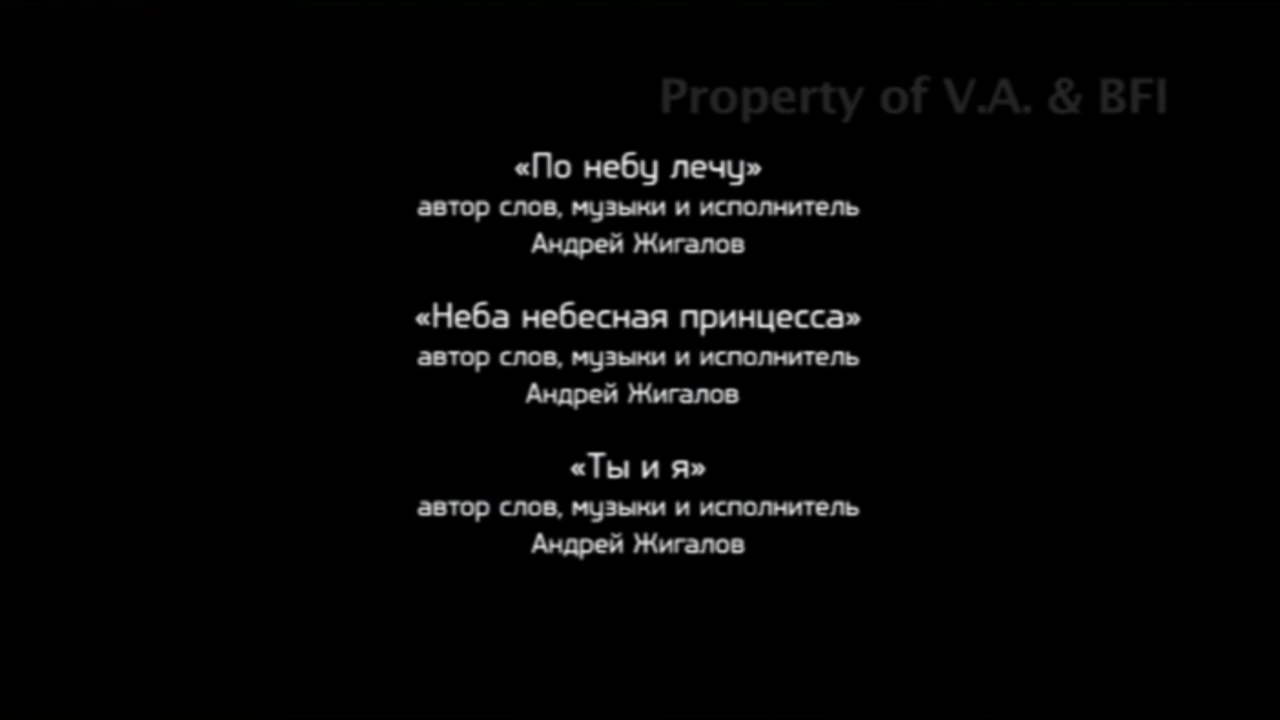 Property of V.A. & BFI
«По небу лечу»
автор слов, музыки и исполнитель
Андрей Жигалов
«Неба небесная принцесса»
автор слов, музыки и исполнитель
Андрей Жигалов
«Ты и я»
автор слов, музыки и исполнитель
Андрей Жигалов